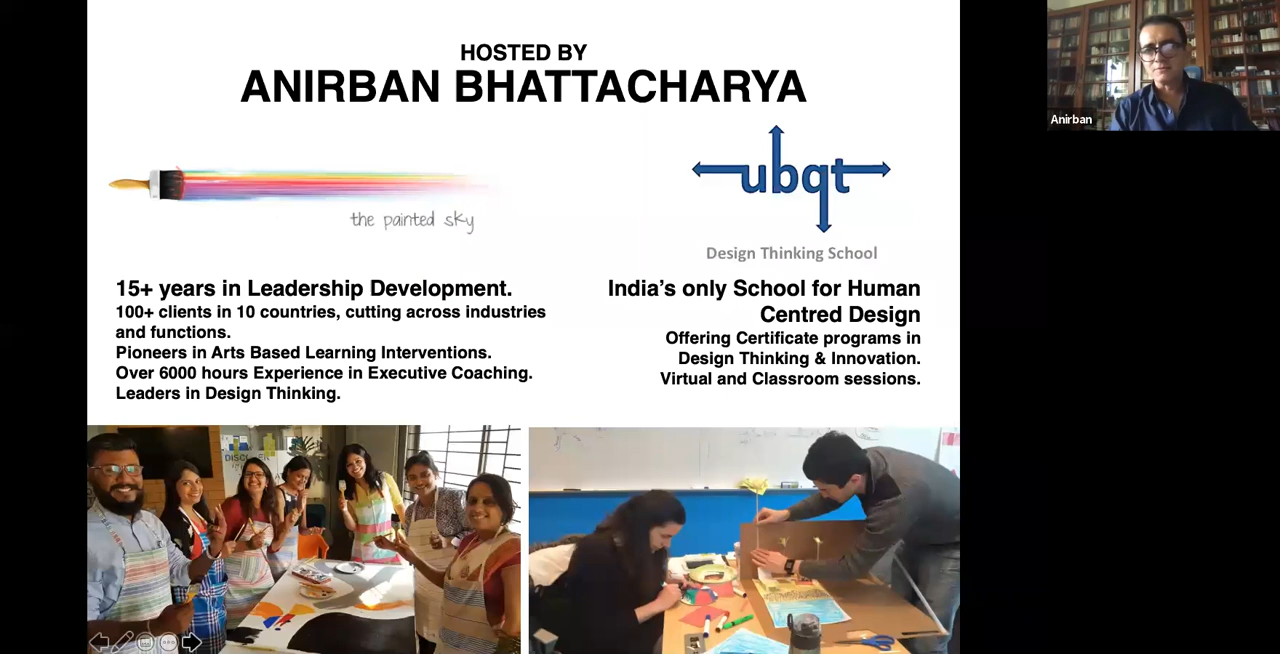 HOSTED BY
ANIRBAN BHATTACHARYA
Anirban
the painted sky
ubqt
Design Thinking School
15+ years in Leadership Development.
100+ clients in 10 countries, cutting across industries
and functions.
Pioneers in Arts Based Learning Interventions.
Over 6000 hours Experience in Executive Coaching.
Leaders in Design Thinking.
India’s only School for Human
Centred Design
Offering Certificate programs in
Design Thinking & Innovation.
Virtual and Classroom sessions.